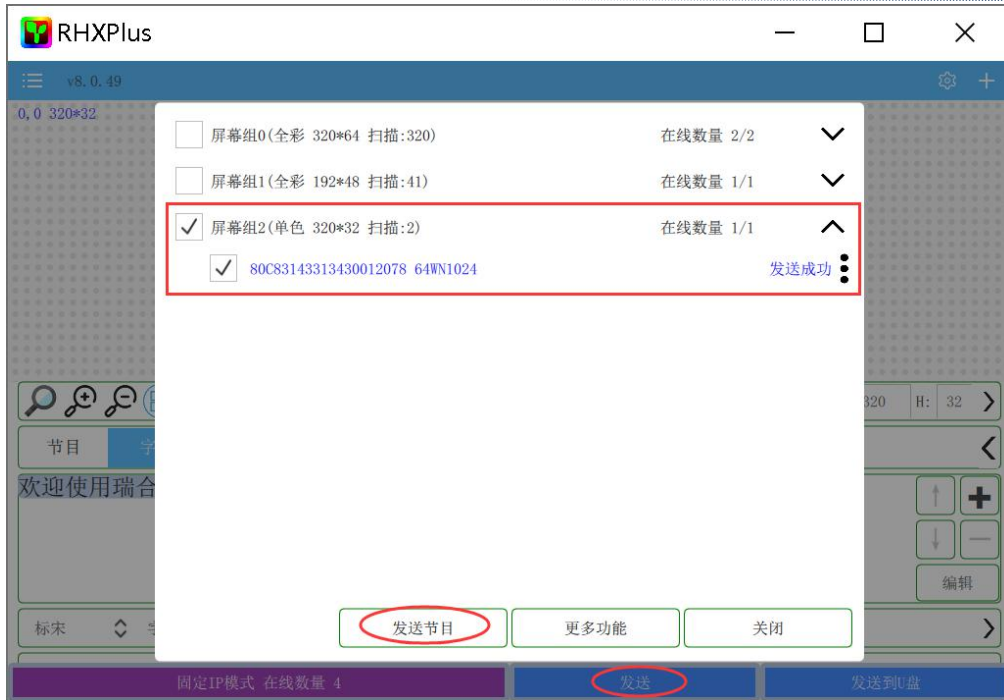 RHXPlus
v8.0.49
0,0 320*32
屏幕组0(全彩 320*64 扫描:320) 在线数量 2/2
屏幕组1(全彩 192*48 扫描:41) 在线数量 1/1
屏幕组2(单色 320*32 扫描:2) 在线数量 1/1
80C83143313430012078 64WN1024 发送成功
320 H: 32
节目 字
欢迎使用瑞合
编辑
标宋
发送节目 更多功能 关闭
固定IP模式 在线数量 4 发送 发送到U盘